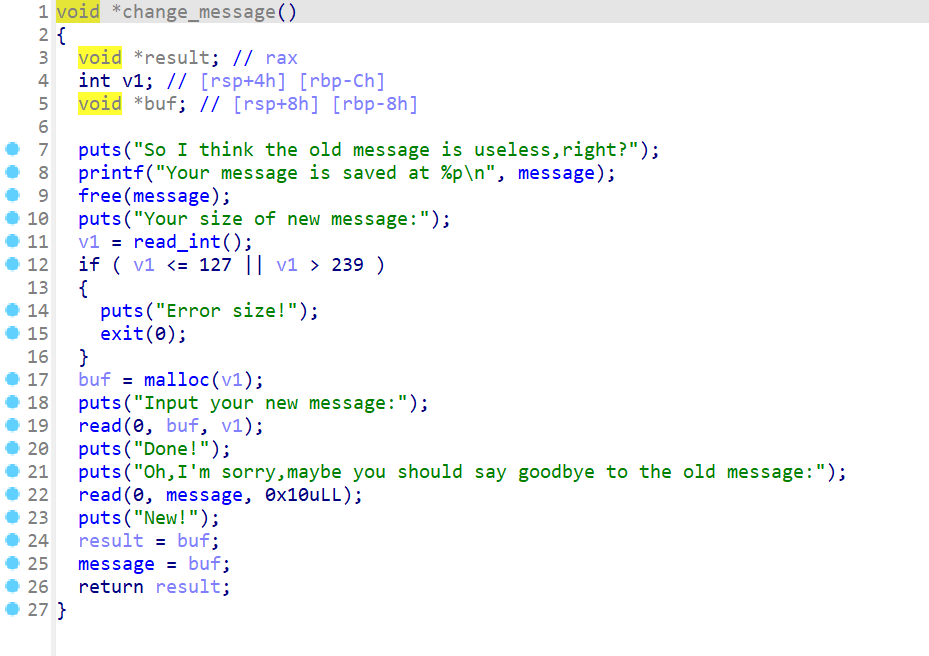 1 void *change_message()
2 {
3 void *result; // rax
4 int v1; // [rsp+4h] [rbp-Ch]
5 void *buf; // [rsp+8h] [rbp-8h]
6
7 puts("So I think the old message is useless,right?");
8 printf("Your message is saved at %p\n", message);
9 free(message);
10 puts("Your size of new message:");
11 v1 = read_int();
12 if ( v1 <= 127 || v1 > 239 )
13 {
14 puts("Error size!");
15 exit(0);
16 }
17 buf = malloc(v1);
18 puts("Input your new message:");
19 read(0, buf, v1);
20 puts("Done!");
21 puts("Oh,I'm sorry,maybe you should say goodbye to the old message:");
22 read(0, message, 0x10uLL);
23 puts("New!");
24 result = buf;
25 message = buf;
26 return result;
27 }